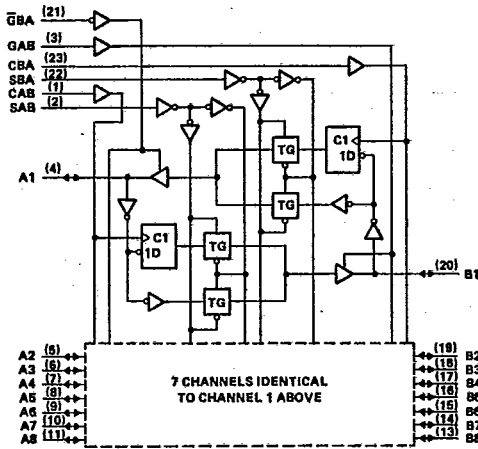 G̅BA (21)
GAB (3)
CBA (23)
SBA (22)
CAB (1)
SAB (2)
A1 (4)
TG
C1
1D
TG
C1
1D
TG
TG
(20) B1
A2 (5)
A3 (6)
A4 (7)
A5 (8)
A6 (9)
A7 (10)
A8 (11)
7 CHANNELS IDENTICAL
TO CHANNEL 1 ABOVE
(19) B2
(18) B3
(17) B4
(16) B5
(15) B6
(14) B7
(13) B8